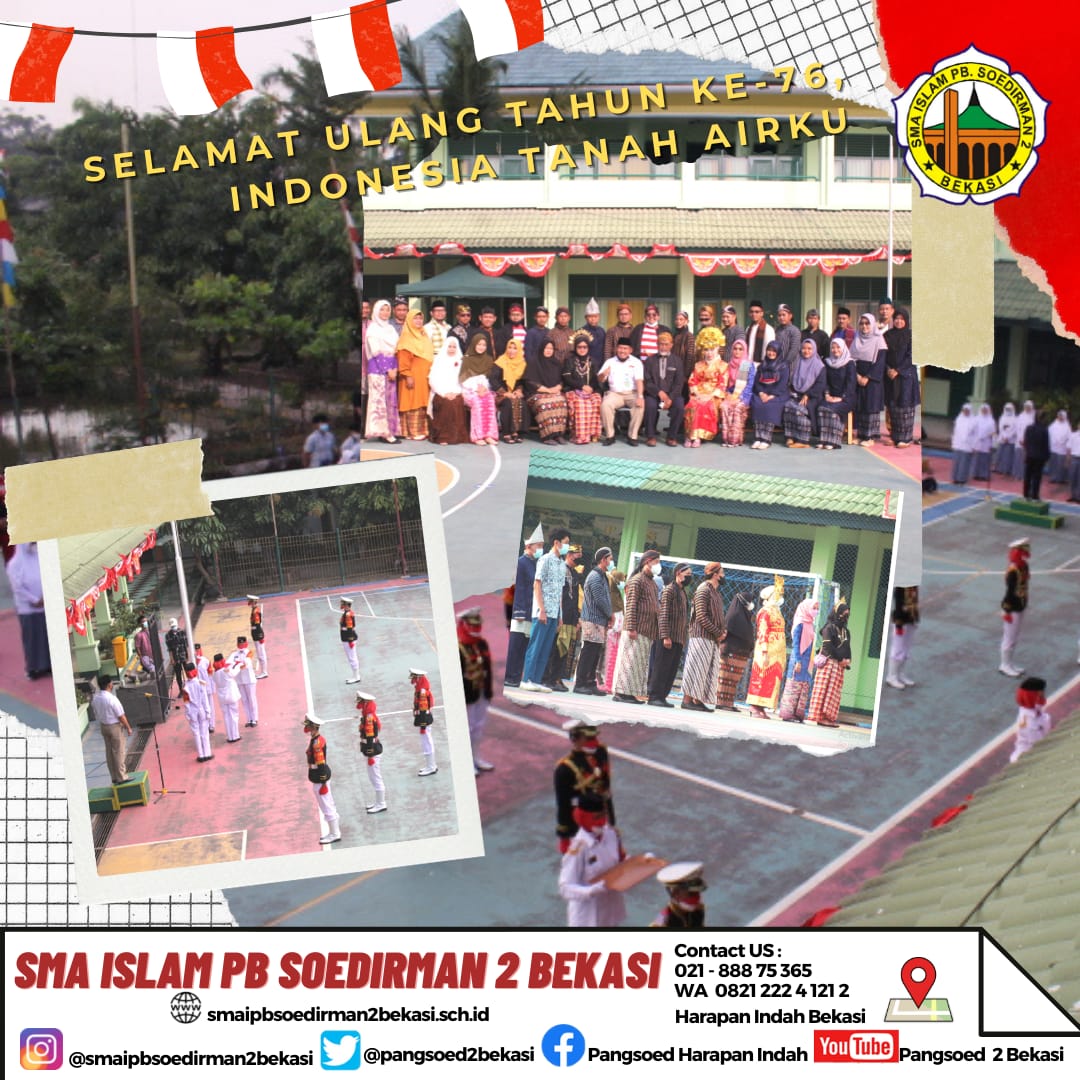 SELAMAT ULANG TAHUN KE-76,
INDONESIA TANAH AIRKU
SMA ISLAM PB. SOEDIRMAN 2
BEKASI
SMA ISLAM PB SOEDIRMAN 2 BEKASI
smaipbsoedirman2bekasi.sch.id
Contact US :
021 - 888 75 365
WA 0821 222 4 121 2
Harapan Indah Bekasi
@smaipbsoedirman2bekasi
@pangsoed2bekasi
Pangsoed Harapan Indah
YouTube
Pangsoed 2 Bekasi